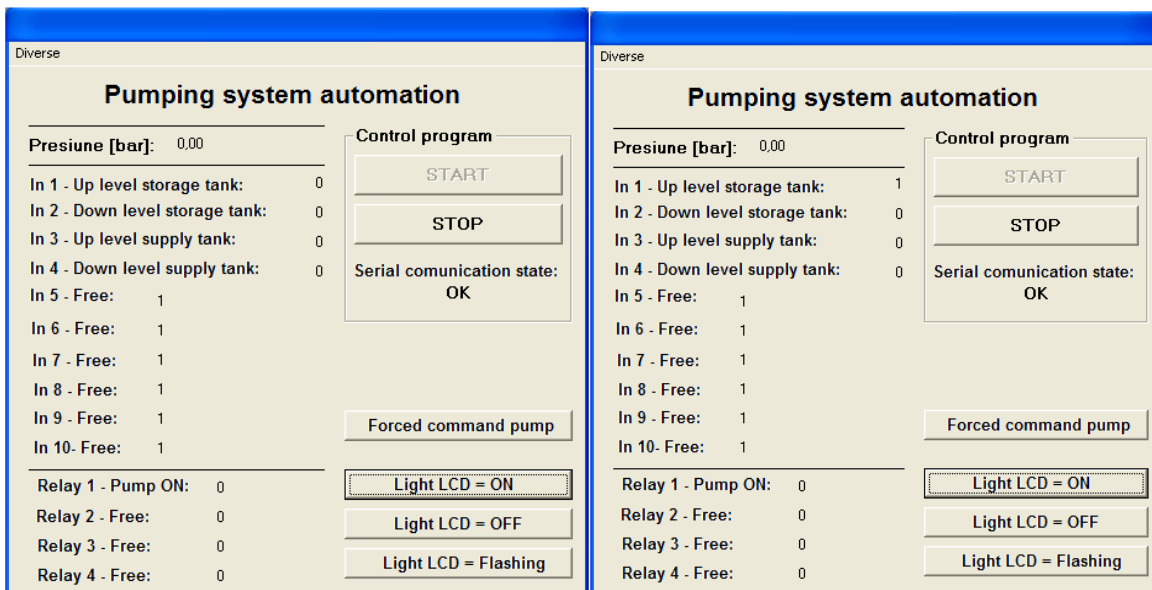 Diverse
Pumping system automation
Presiune [bar]: 0,00
In 1 - Up level storage tank: 0
In 2 - Down level storage tank: 0
In 3 - Up level supply tank: 0
In 4 - Down level supply tank: 0
In 5 - Free: 1
In 6 - Free: 1
In 7 - Free: 1
In 8 - Free: 1
In 9 - Free: 1
In 10- Free: 1
Relay 1 - Pump ON: 0
Relay 2 - Free: 0
Relay 3 - Free: 0
Relay 4 - Free: 0
Control program
START
STOP
Serial comunication state:
OK
Forced command pump
Light LCD = ON
Light LCD = OFF
Light LCD = Flashing
Diverse
Pumping system automation
Presiune [bar]: 0,00
In 1 - Up level storage tank: 1
In 2 - Down level storage tank: 0
In 3 - Up level supply tank: 0
In 4 - Down level supply tank: 0
In 5 - Free: 1
In 6 - Free: 1
In 7 - Free: 1
In 8 - Free: 1
In 9 - Free: 1
In 10- Free: 1
Relay 1 - Pump ON: 0
Relay 2 - Free: 0
Relay 3 - Free: 0
Relay 4 - Free: 0
Control program
START
STOP
Serial comunication state:
OK
Forced command pump
Light LCD = ON
Light LCD = OFF
Light LCD = Flashing